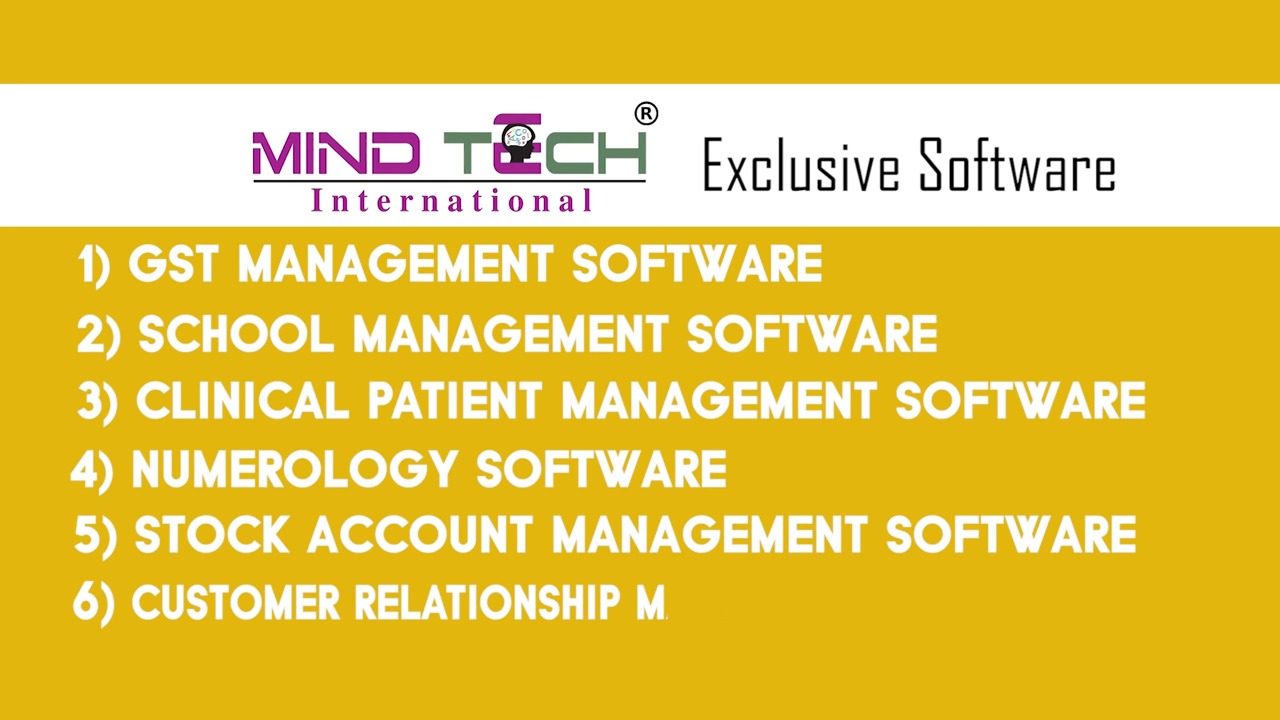 MIND TECH®
International
Exclusive Software
1) GST MANAGEMENT SOFTWARE
2) SCHOOL MANAGEMENT SOFTWARE
3) CLINICAL PATIENT MANAGEMENT SOFTWARE
4) NUMEROLOGY SOFTWARE
5) STOCK ACCOUNT MANAGEMENT SOFTWARE
6) CUSTOMER RELATIONSHIP M